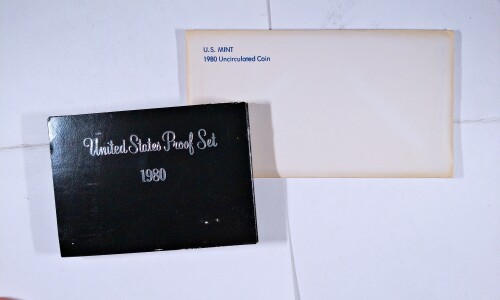 U.S. MINT
1980 Uncirculated Coin
United States Proof Set
1980